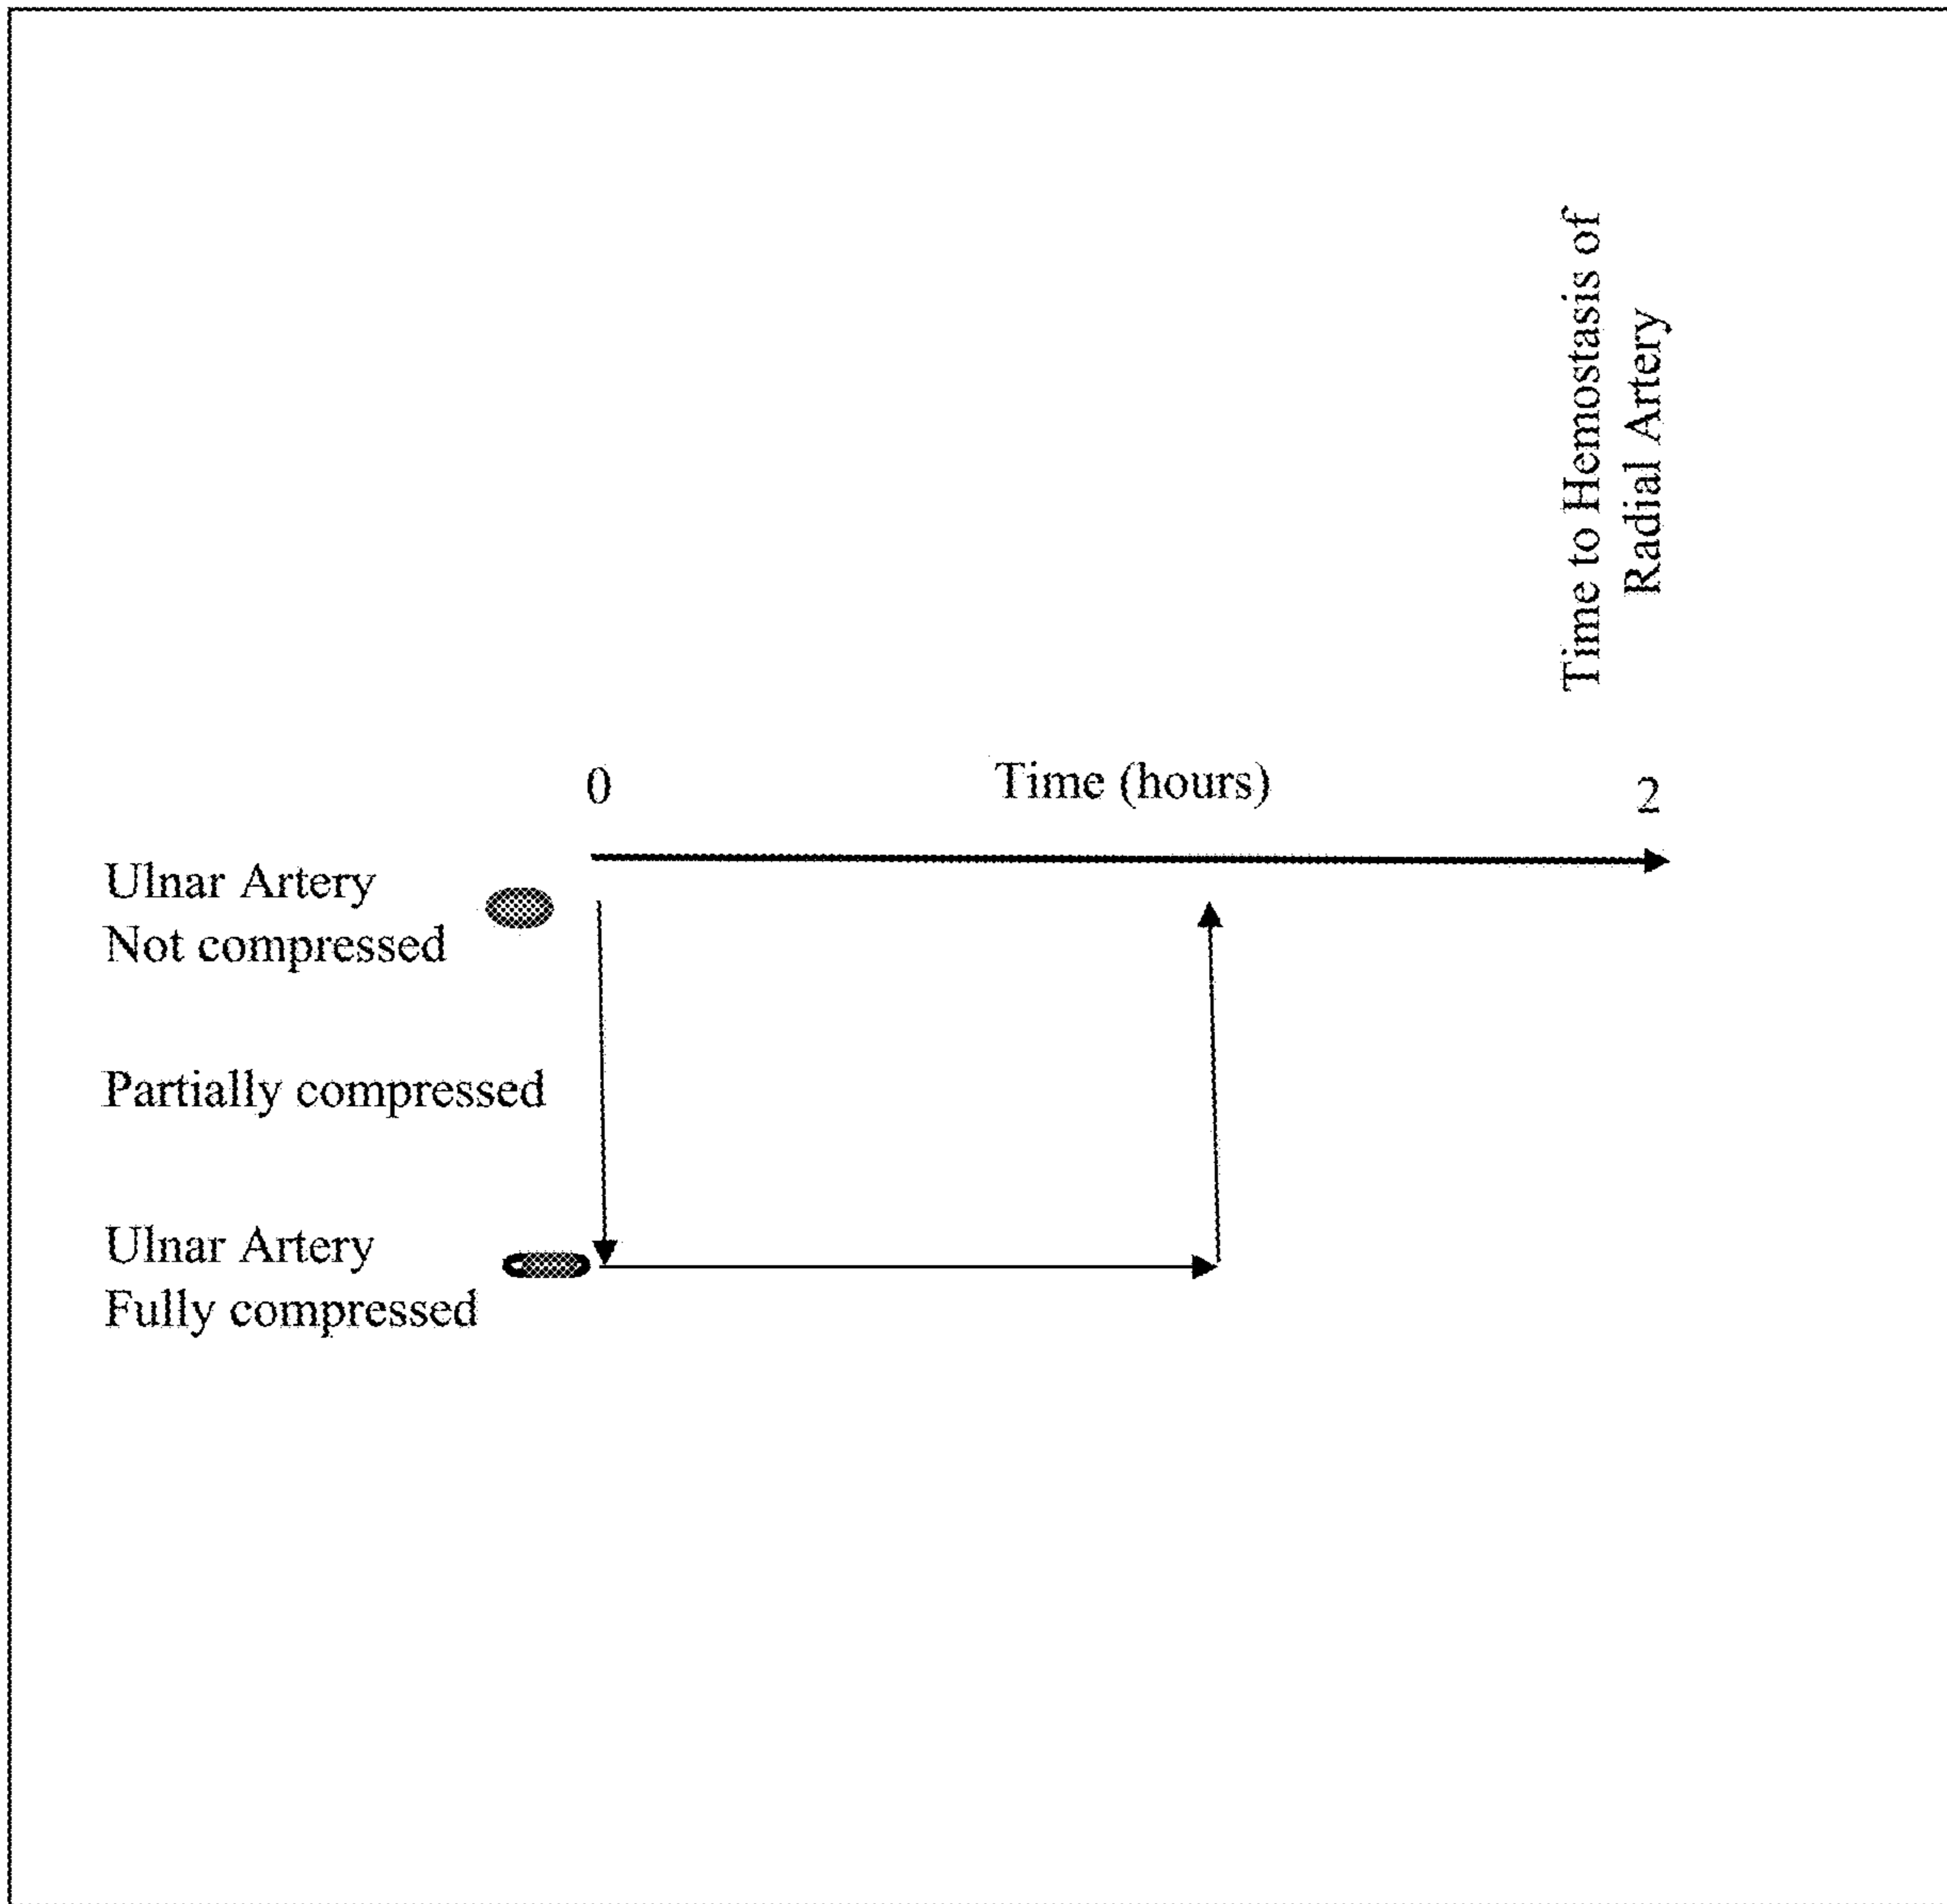 Time to Hemostasis of
Radial Artery
0
Time (hours)
2
Ulnar Artery
Not compressed
Partially compressed
Ulnar Artery
Fully compressed